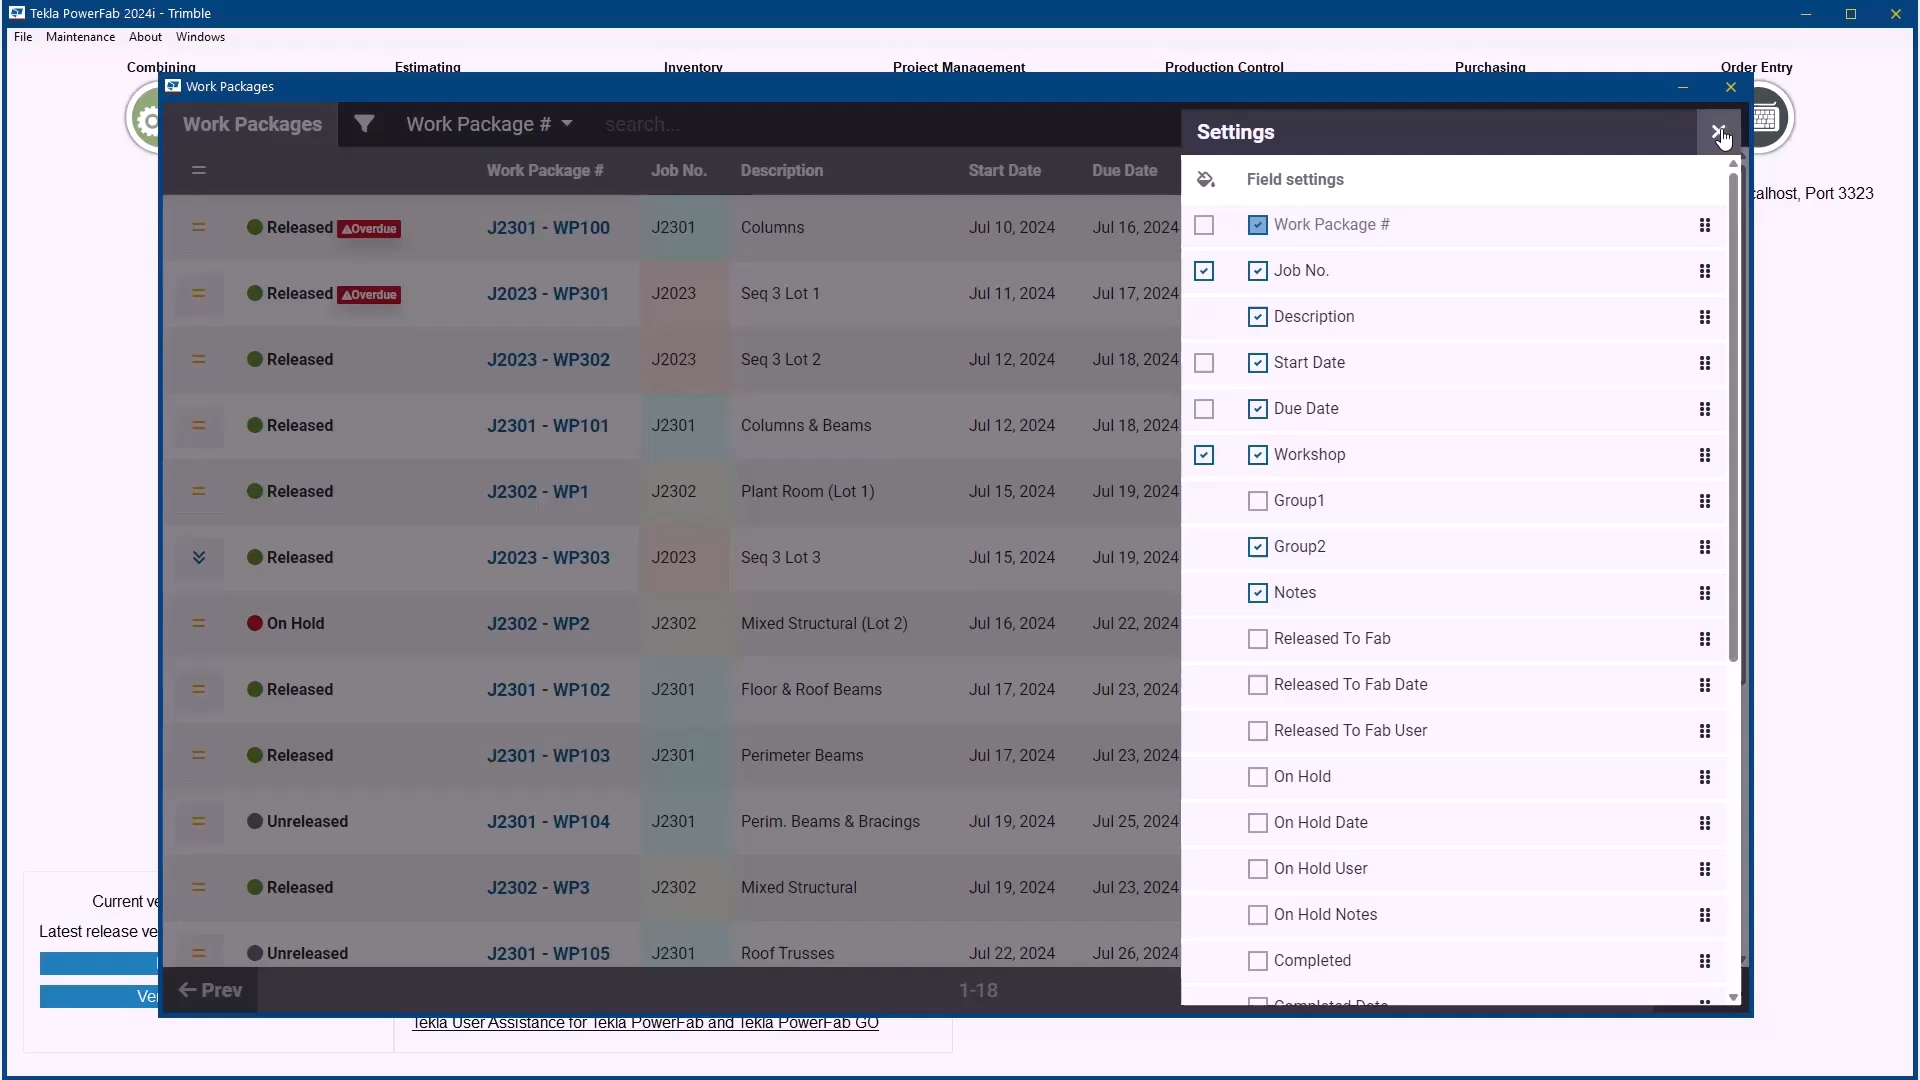 Tekla PowerFab 2024i - Trimble
File Maintenance About Windows
Combining Estimating Inventory Project Management Production Control Purchasing Order Entry
Work Packages
Work Packages Work Package # search...
Settings
Work Package # Job No. Description Start Date Due Date
Field settings
calhost, Port 3323
Released Overdue J2301 - WP100 J2301 Columns Jul 10, 2024 Jul 16, 2024
Work Package #
Job No.
Released Overdue J2023 - WP301 J2023 Seq 3 Lot 1 Jul 11, 2024 Jul 17, 2024
Description
Released J2023 - WP302 J2023 Seq 3 Lot 2 Jul 12, 2024 Jul 18, 2024
Start Date
Due Date
Released J2301 - WP101 J2301 Columns & Beams Jul 12, 2024 Jul 18, 2024
Workshop
Released J2302 - WP1 J2302 Plant Room (Lot 1) Jul 15, 2024 Jul 19, 2024
Group1
Group2
Released J2023 - WP303 J2023 Seq 3 Lot 3 Jul 15, 2024 Jul 19, 2024
Notes
On Hold J2302 - WP2 J2302 Mixed Structural (Lot 2) Jul 16, 2024 Jul 22, 2024
Released To Fab
Released To Fab Date
Released J2301 - WP102 J2301 Floor & Roof Beams Jul 17, 2024 Jul 23, 2024
Released To Fab User
Released J2301 - WP103 J2301 Perimeter Beams Jul 17, 2024 Jul 23, 2024
On Hold
On Hold Date
Unreleased J2301 - WP104 J2301 Perim. Beams & Bracings Jul 19, 2024 Jul 25, 2024
On Hold User
Released J2302 - WP3 J2302 Mixed Structural Jul 19, 2024 Jul 23, 2024
On Hold Notes
Current ve
Latest release ve
Unreleased J2301 - WP105 J2301 Roof Trusses Jul 22, 2024 Jul 26, 2024
Completed
Ver
Prev 1-18
Completed Date
Tekla User Assistance for Tekla PowerFab and Tekla PowerFab GO